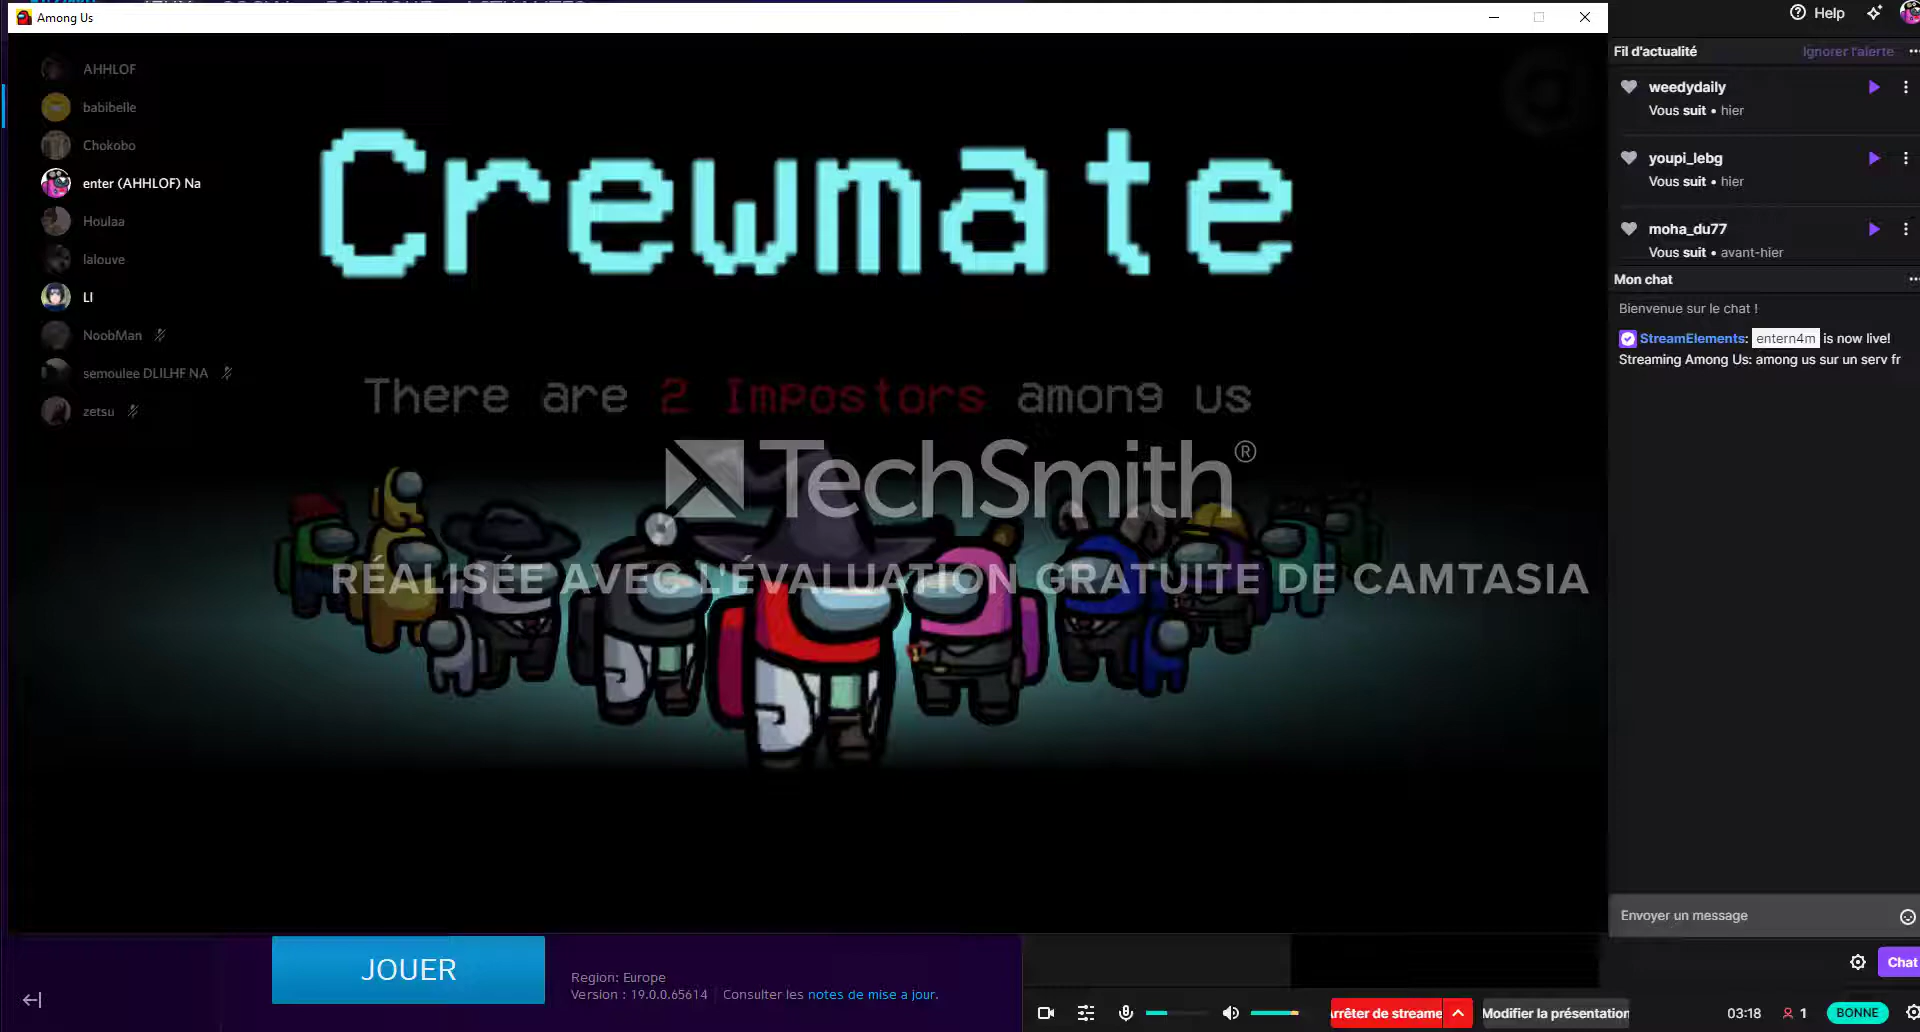 Among Us
Help
AHHLOF
babibelle
Chokobo
enter (AHHLOF) Na
Houlaa
lalouve
LI
NoobMan
semoulee DLILHF NA
zetsu
Crewmate
There are 2 Impostors among us
TechSmith®
RÉALISÉE AVEC L'ÉVALUATION GRATUITE DE CAMTASIA
Fil d'actualité
Ignorer l'alerte
weedydaily
Vous suit • hier
youpi_lebg
Vous suit • hier
moha_du77
Vous suit • avant-hier
Mon chat
Bienvenue sur le chat !
StreamElements: entern4m is now live!
Streaming Among Us: among us sur un serv fr
Envoyer un message
Chat
JOUER
Region: Europe
Version : 19.0.0.65614 | Consulter les notes de mise a jour.
rrêter de streame
Modifier la présentation
03:18
1
BONNE